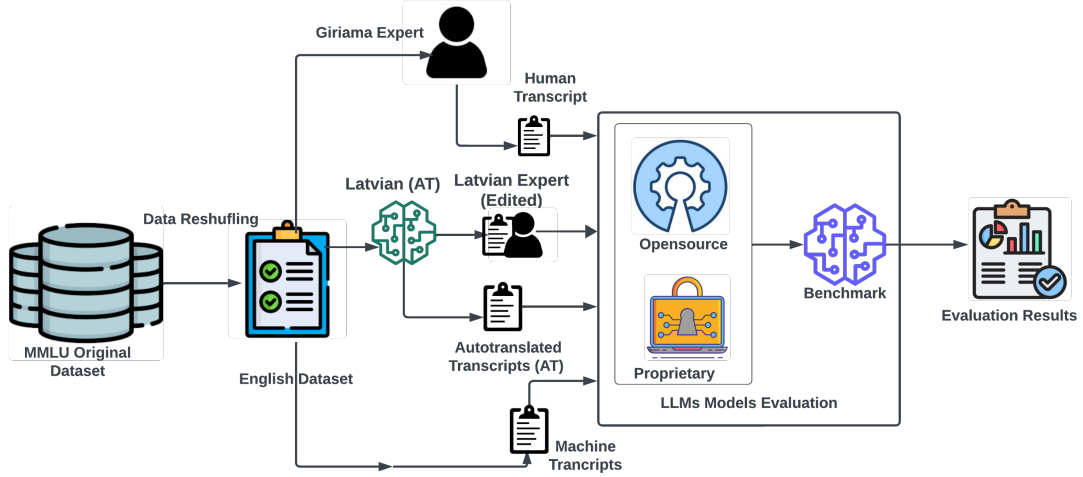 Giriama Expert
Human
Transcript
Latvian (AT)
Latvian Expert
(Edited)
Data Reshufling
Opensource
Benchmark
Evaluation Results
MMLU Original
Dataset
English Dataset
Autotranslated
Transcripts (AT)
Proprietary
LLMs Models Evaluation
Machine
Trancripts